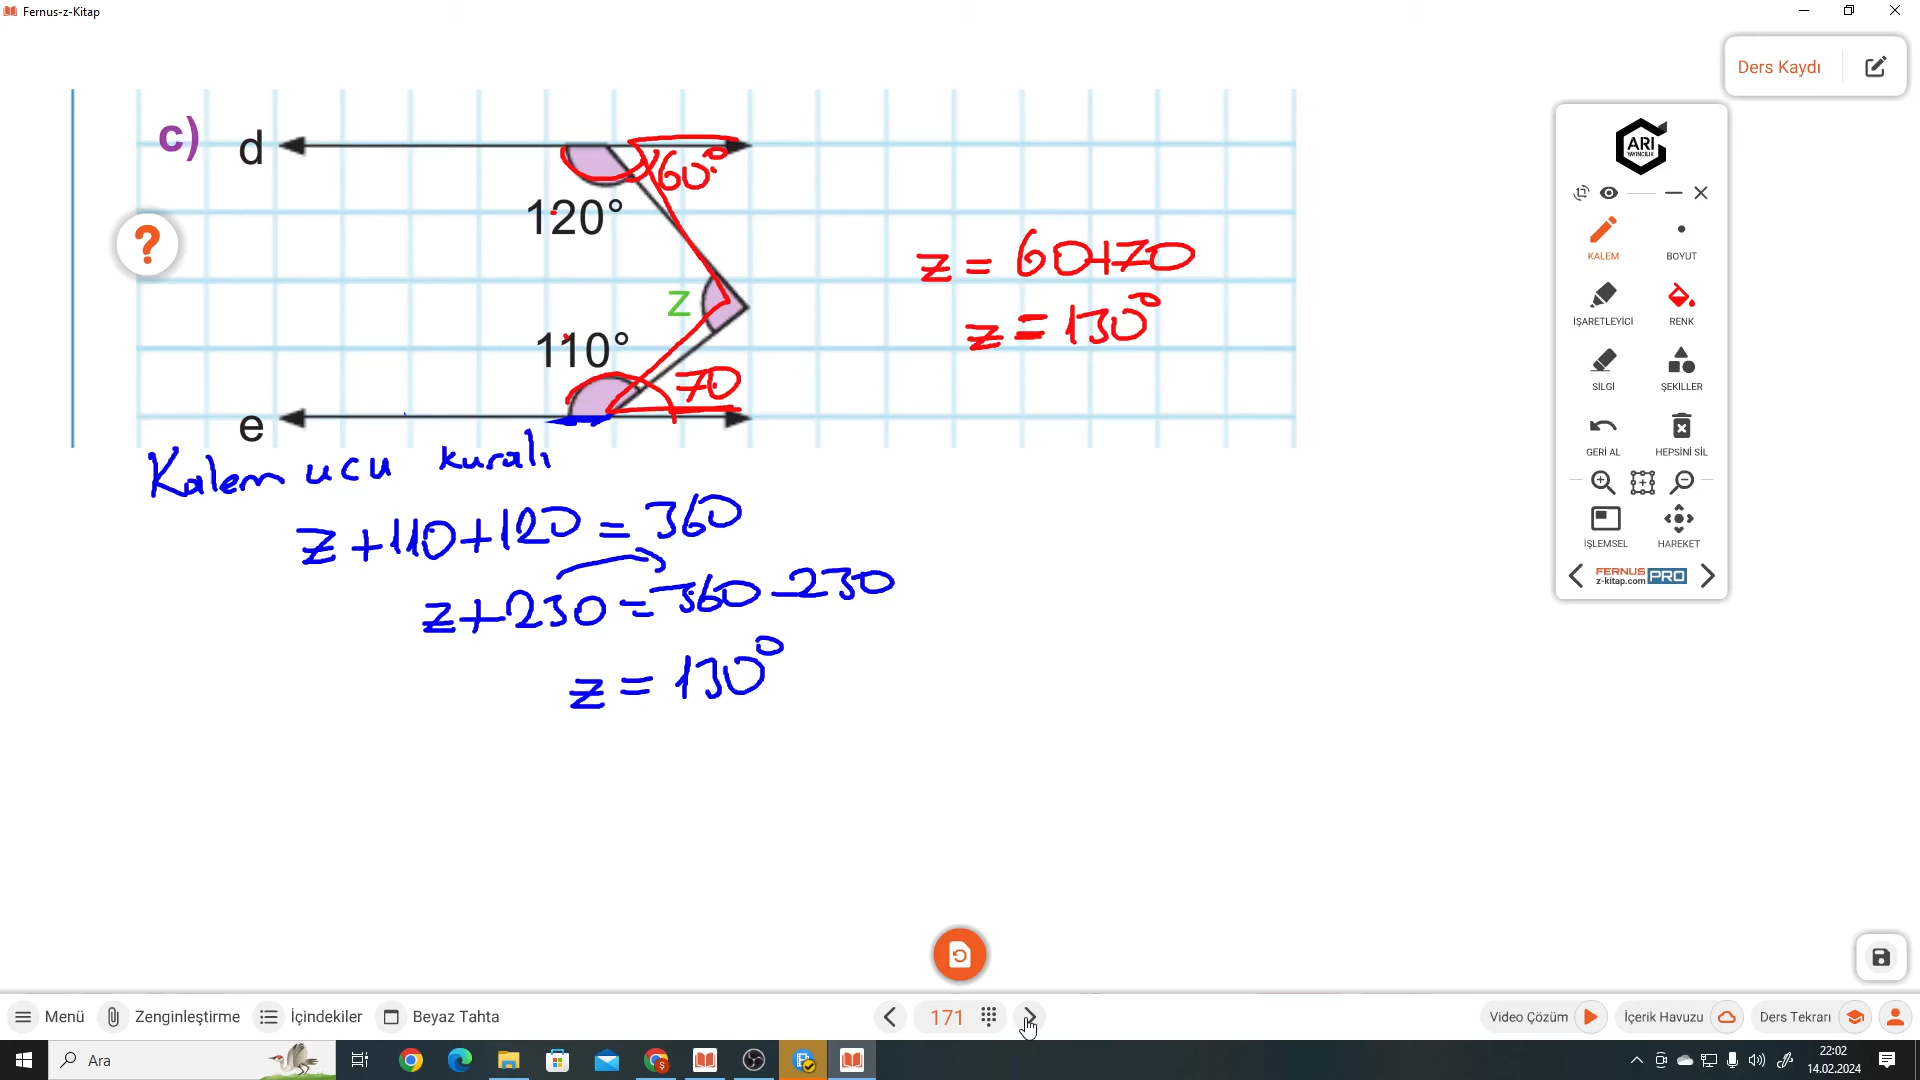 Fernus-z-Kitap
Ders Kaydı
c)
d
60°
120°
z = 60+70
z
z = 130°
110°
70
e
Kalem ucu kuralı
z+110+120 = 360
z+230 = 360-230
z = 130°
?
ARI
YAYINCILIK
KALEM
BOYUT
İŞARETLEYİCİ
RENK
SİLGİ
ŞEKİLLER
GERİ AL
HEPSİNİ SİL
İŞLEMSEL
HAREKET
FERNUS
z-kitap.com
PRO
Menü
Zenginleştirme
İçindekiler
Beyaz Tahta
171
Video Çözüm
İçerik Havuzu
Ders Tekrarı
Ara
22:02
14.02.2024